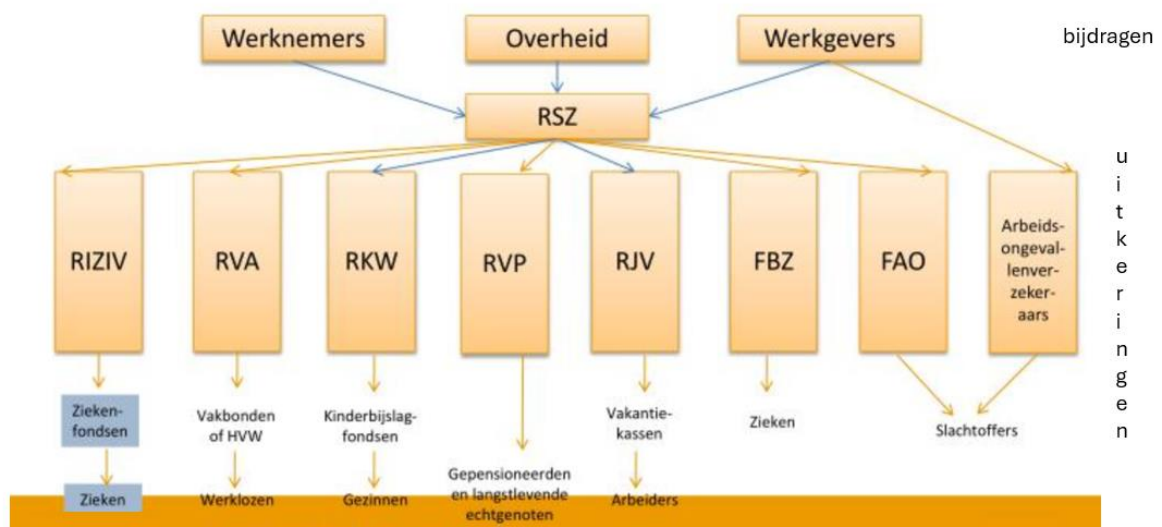 Werknemers
Overheid
Werkgevers
bijdragen
RSZ
RIZIV
RVA
RKW
RVP
RJV
FBZ
FAO
Arbeids-
ongeval-
lenver-
zeker-
aars
u
i
t
k
e
r
i
n
g
e
n
Zieken-
fondsen
Vakbonden
of HVW
Kinderbijslag-
fondsen
Vakantie-
kassen
Zieken
Slachtoffers
Zieken
Werklozen
Gezinnen
Gepensioneerden
en langstlevende
echtgenoten
Arbeiders